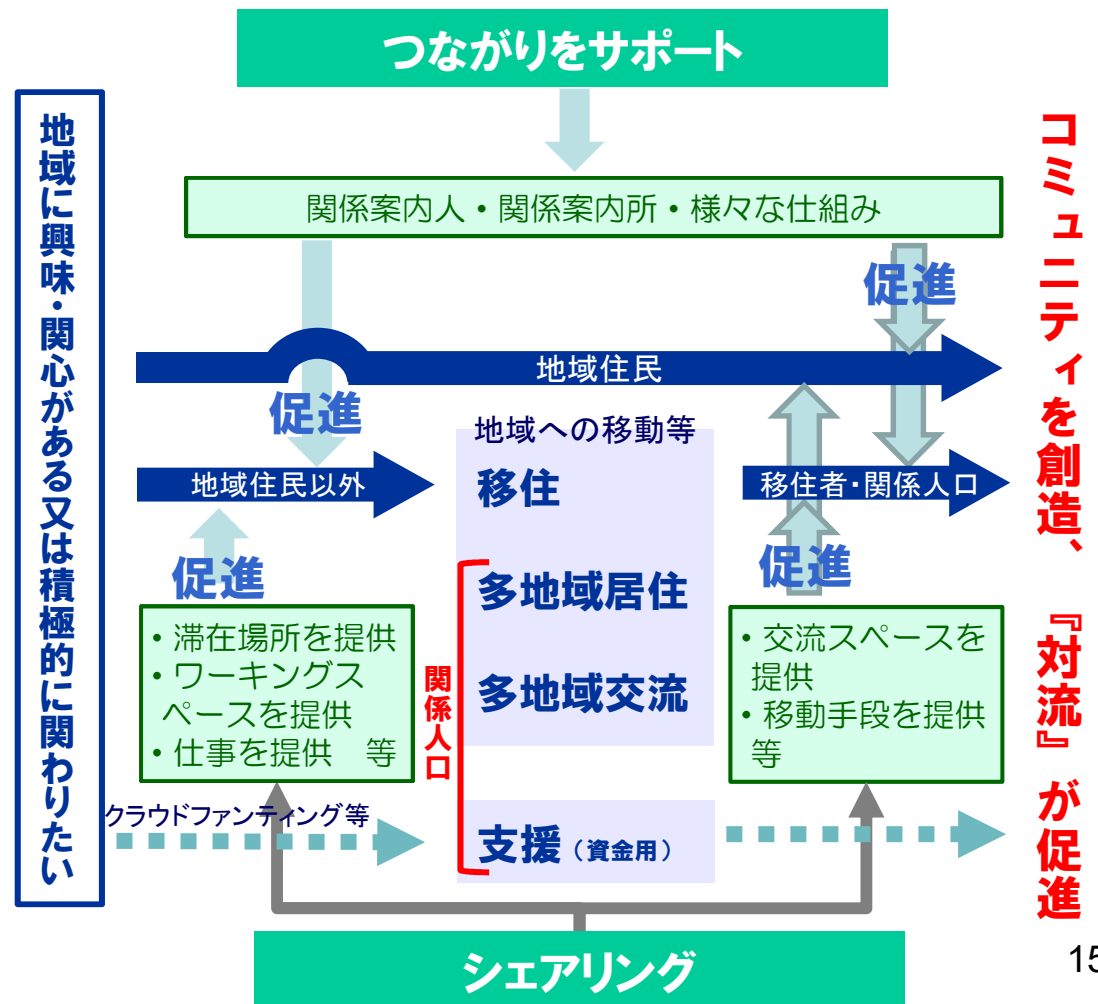 つながりをサポート
地域に興味・関心がある又は積極的に関わりたい
関係案内人・関係案内所・様々な仕組み
促進
地域住民
促進
地域への移動等
地域住民以外
移住
移住者・関係人口
促進
促進
多地域居住
・滞在場所を提供
・ワーキングス
ペースを提供
・仕事を提供　等
関係人口
多地域交流
・交流スペースを
提供
・移動手段を提供
等
クラウドファンティング等
支援（資金用）
シェアリング
コミュニティを創造、『対流』が促進
15